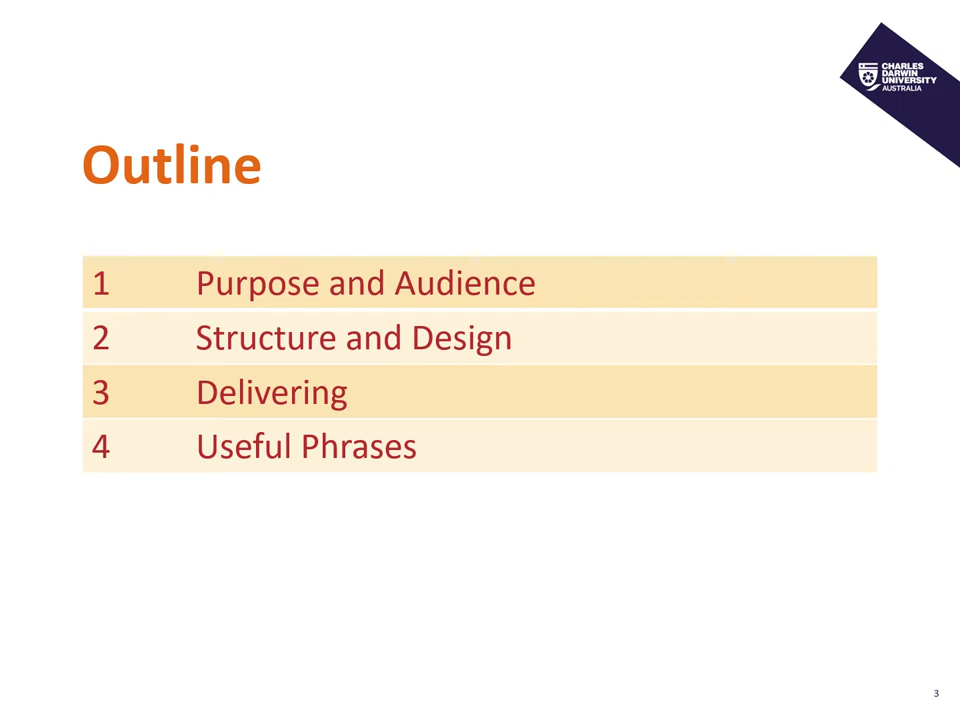 CHARLES
DARWIN
UNIVERSITY
AUSTRALIA
Outline
1 Purpose and Audience
2 Structure and Design
3 Delivering
4 Useful Phrases
3